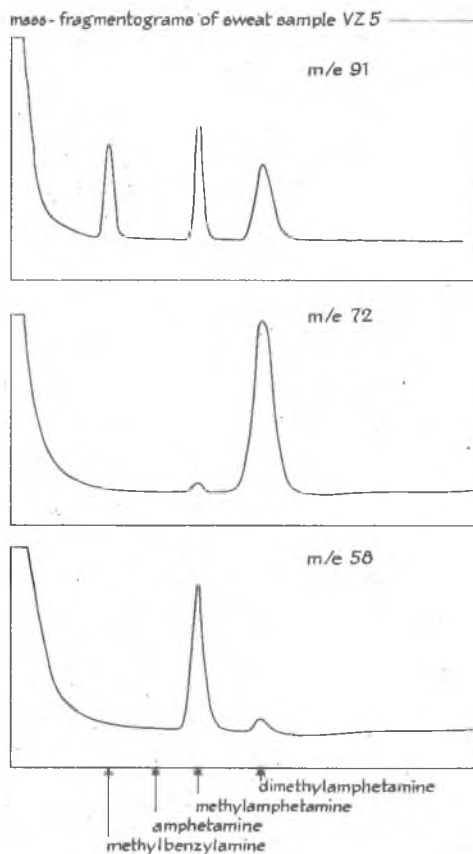 mass-fragmentograms of sweat sample VZ 5
m/e 91
m/e 72
m/e 58
dimethylamphetamine
methylamphetamine
amphetamine
methylbenzylamine